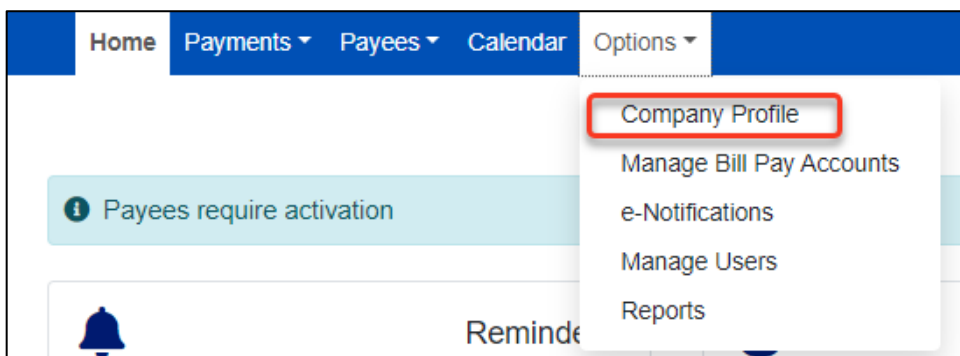 Home Payments Payees Calendar Options
Company Profile
Manage Bill Pay Accounts
Payees require activation
e-Notifications
Manage Users
Reports